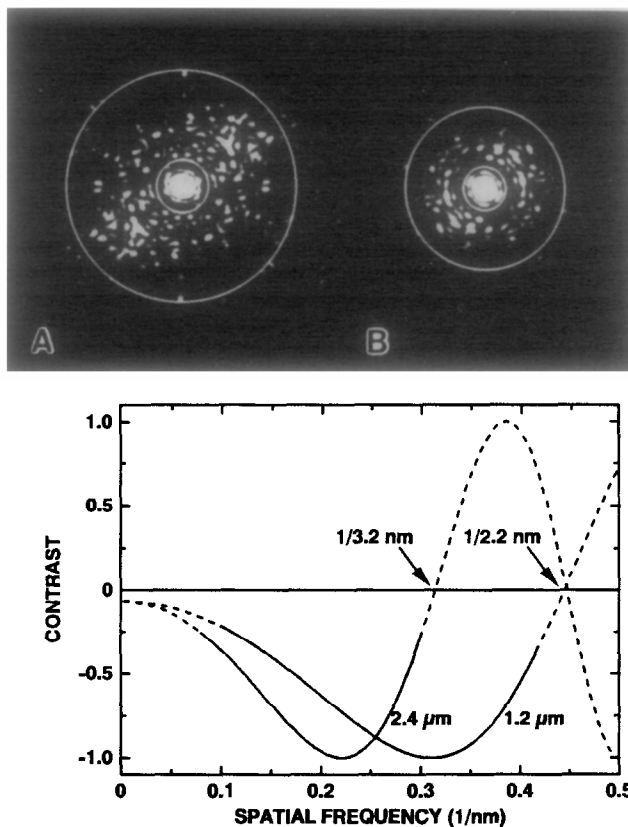 A
B
1.0
0.5
0
-0.5
-1.0
CONTRAST
1/3.2 nm
1/2.2 nm
2.4 µm
1.2 µm
0
0.1
0.2
0.3
0.4
0.5
SPATIAL FREQUENCY (1/nm)